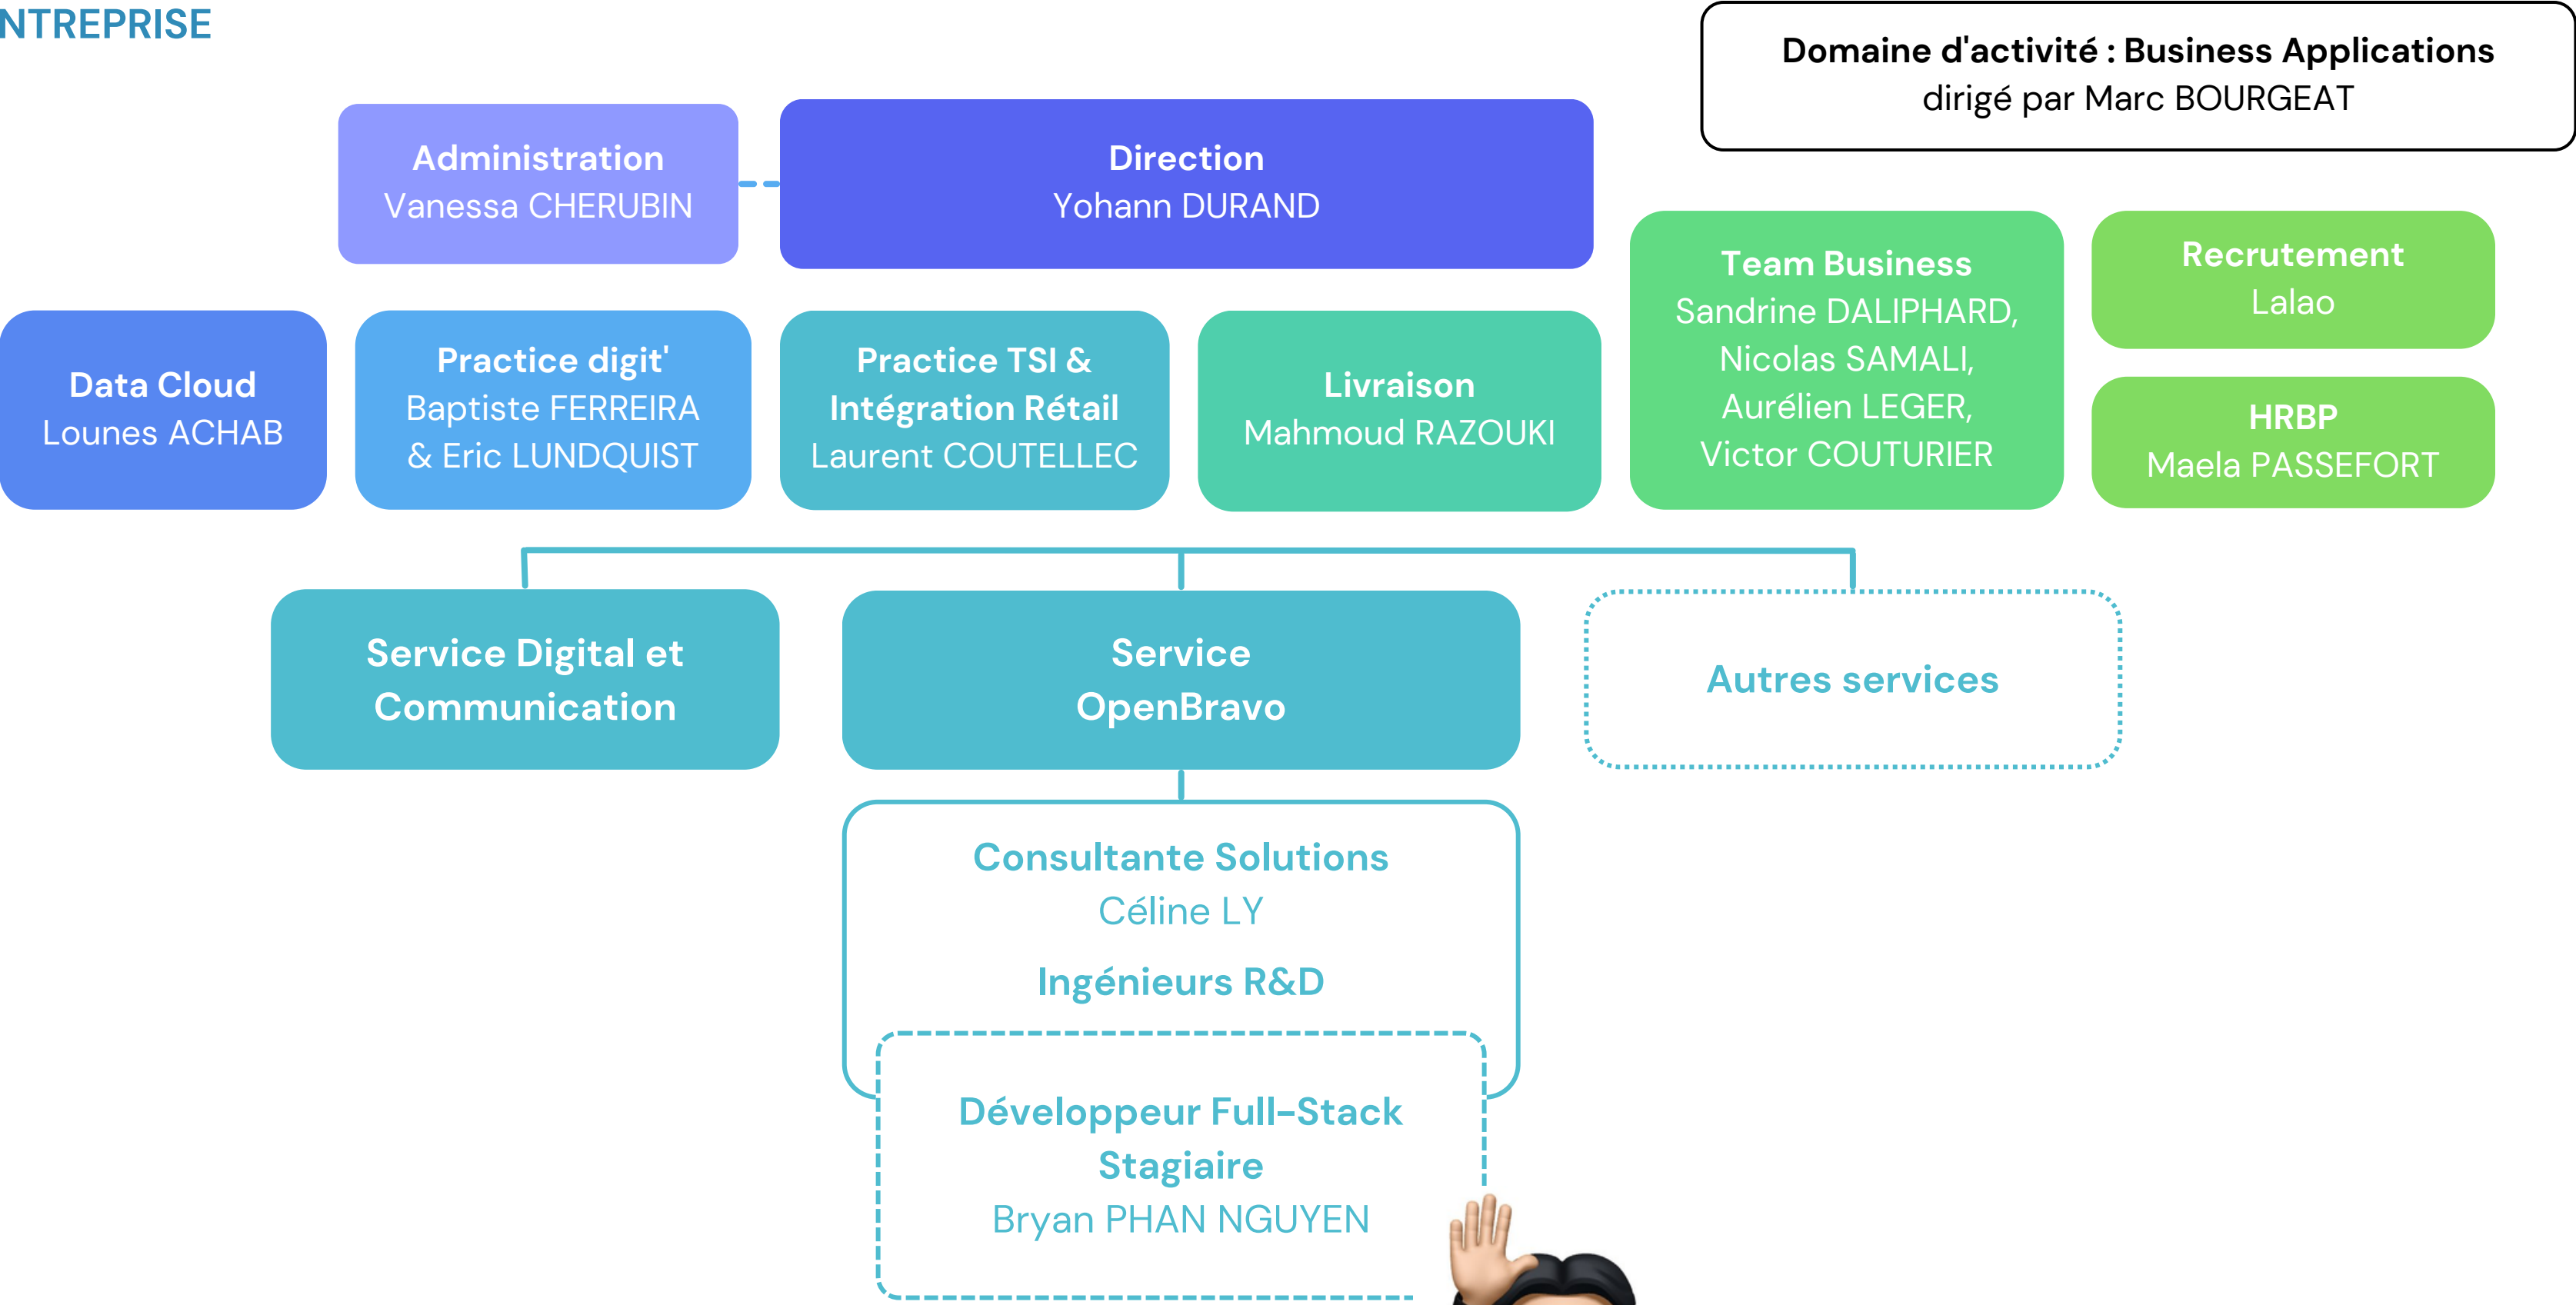 NTREPRISE
Domaine d'activité : Business Applications
dirigé par Marc BOURGEAT
Administration
Vanessa CHERUBIN
Direction
Yohann DURAND
Data Cloud
Lounes ACHAB
Practice digit'
Baptiste FERREIRA
& Eric LUNDQUIST
Practice TSI &
Intégration Rétail
Laurent COUTELLEC
Livraison
Mahmoud RAZOUKI
Team Business
Sandrine DALIPHARD,
Nicolas SAMALI,
Aurélien LEGER,
Victor COUTURIER
Recrutement
Lalao
HRBP
Maela PASSEFORT
Service Digital et
Communication
Service
OpenBravo
Autres services
Consultante Solutions
Céline LY
Ingénieurs R&D
Développeur Full-Stack
Stagiaire
Bryan PHAN NGUYEN